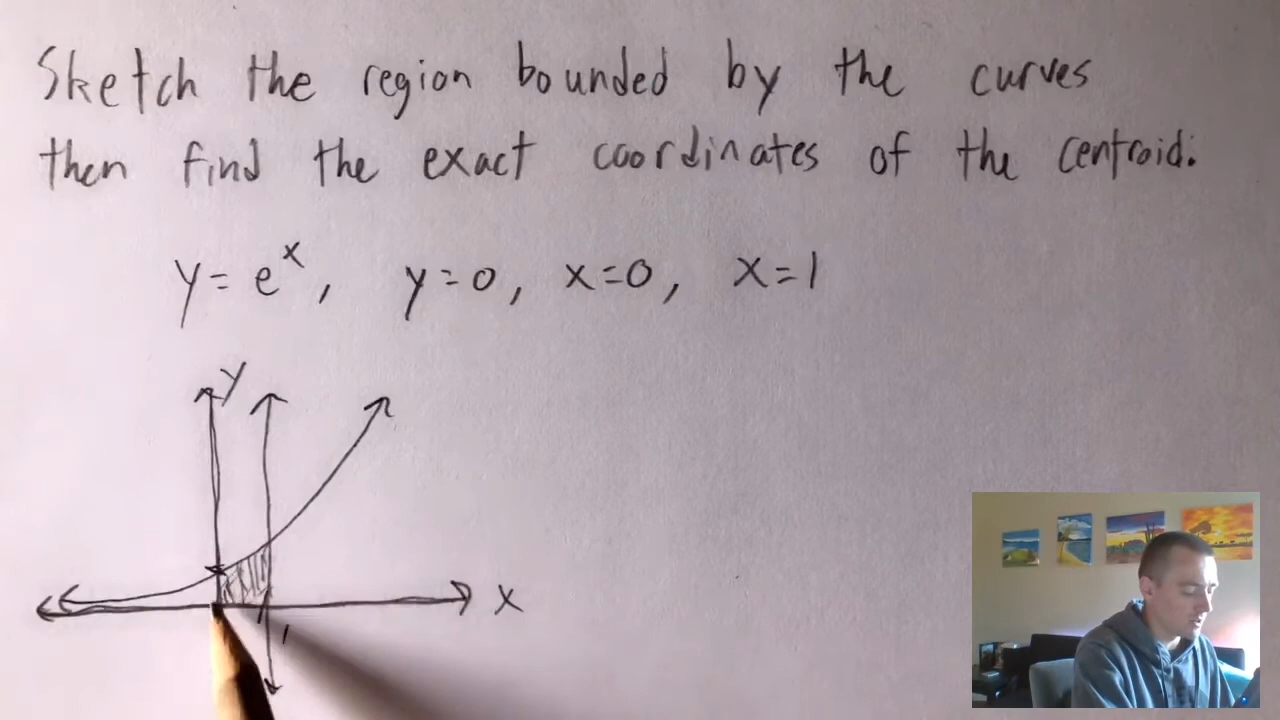 Sketch the region bounded by the curves
then find the exact coordinates of the centroid:
y=e^x, y=0, x=0, x=1
y
x
1